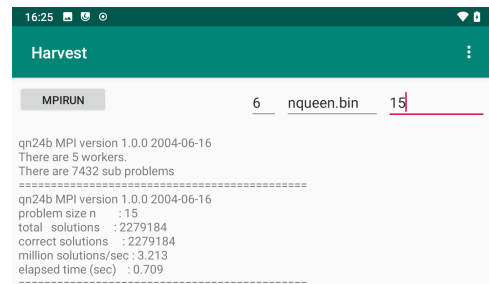 16:25
Harvest
MPIRUN 6 nqueen.bin 15
qn24b MPI version 1.0.0 2004-06-16
There are 5 workers.
There are 7432 sub problems
=============================================
qn24b MPI version 1.0.0 2004-06-16
problem size n : 15
total solutions : 2279184
correct solutions : 2279184
million solutions/sec : 3.213
elapsed time (sec) : 0.709
=============================================